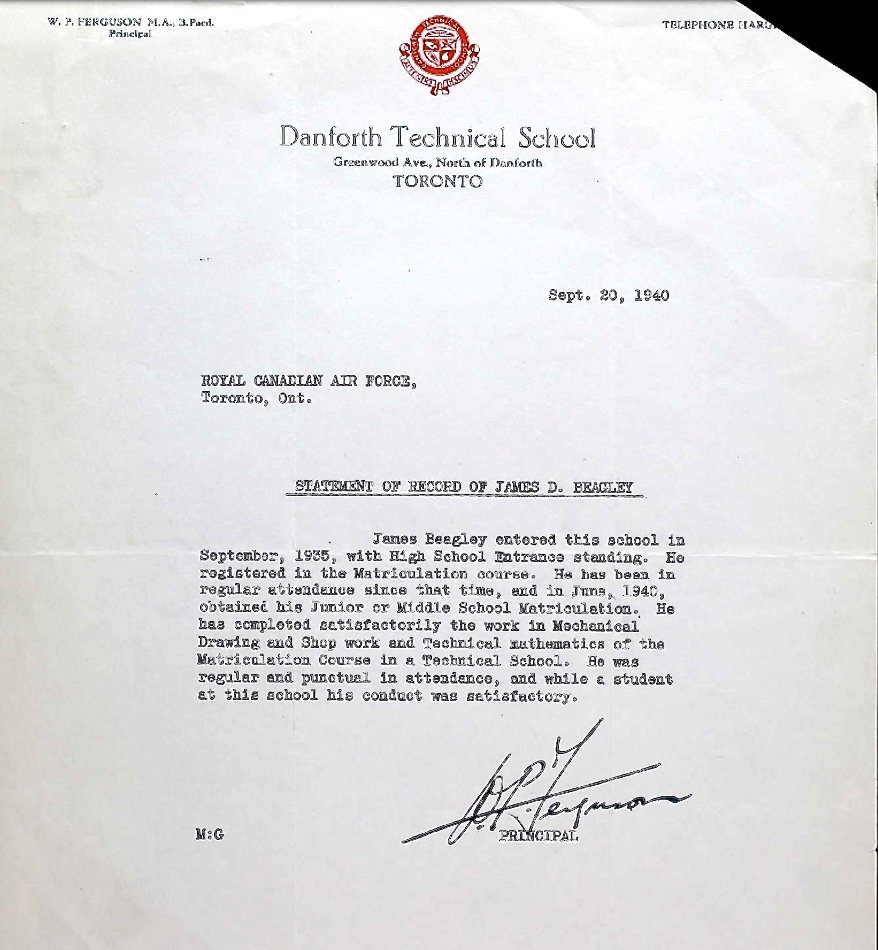 W. P. FERGUSON M.A., B.Paed.
Principal
TELEPHONE
TECHNICAL
Danforth Technical School
Greenwood Ave., North of Danforth
TORONTO
Sept. 20, 1940
ROYAL CANADIAN AIR FORCE,
Toronto, Ont.
STATEMENT OF RECORD OF JAMES D. BEAGLEY
James Beagley entered this school in
September, 1935, with High School Entrance standing. He
registered in the Matriculation course. He has been in
regular attendance since that time, and in June, 1940,
obtained his Junior or Middle School Matriculation. He
has completed satisfactorily the work in Mechanical
Drawing and Shop work and Technical mathematics of the
Matriculation Course in a Technical School. He was
regular and punctual in attendance, and while a student
at this school his conduct was satisfactory.
W.P. Ferguson
M:G
PRINCIPAL